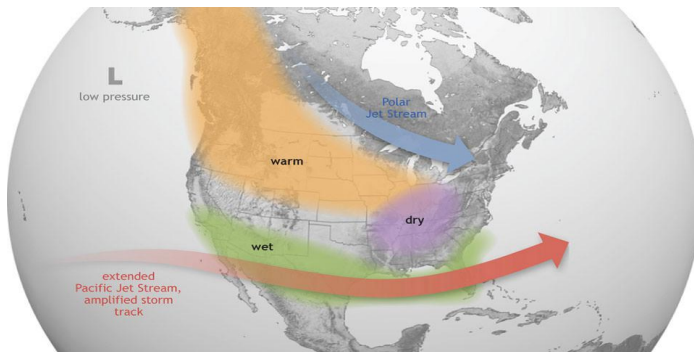 L
low pressure
Polar
Jet Stream
warm
dry
wet
extended
Pacific Jet Stream,
amplified storm
track